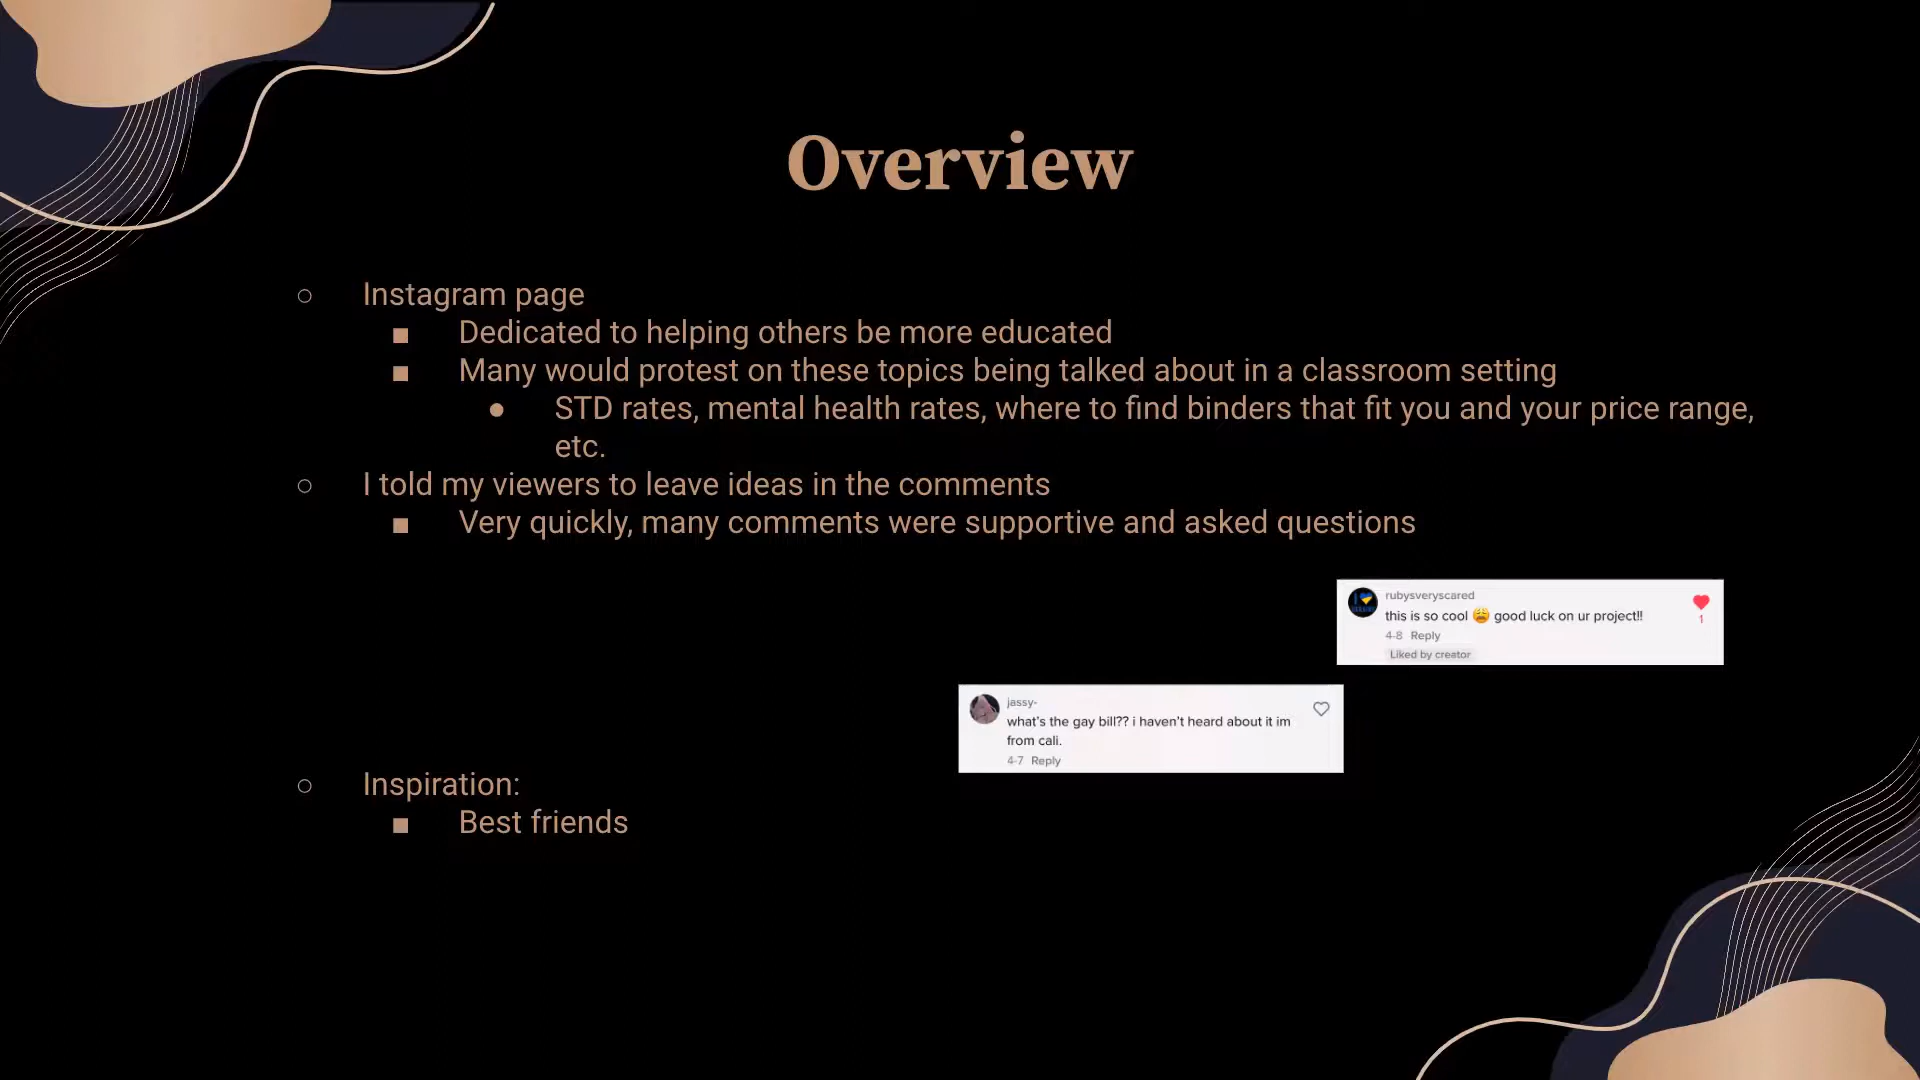 Overview
Instagram page
Dedicated to helping others be more educated
Many would protest on these topics being talked about in a classroom setting
STD rates, mental health rates, where to find binders that fit you and your price range,
etc.
I told my viewers to leave ideas in the comments
Very quickly, many comments were supportive and asked questions
rubysveryscared
this is so cool 😩 good luck on ur project!!
1
4-8 Reply
Liked by creator
jassy-
what's the gay bill?? i haven't heard about it im
from cali.
4-7 Reply
Inspiration:
Best friends